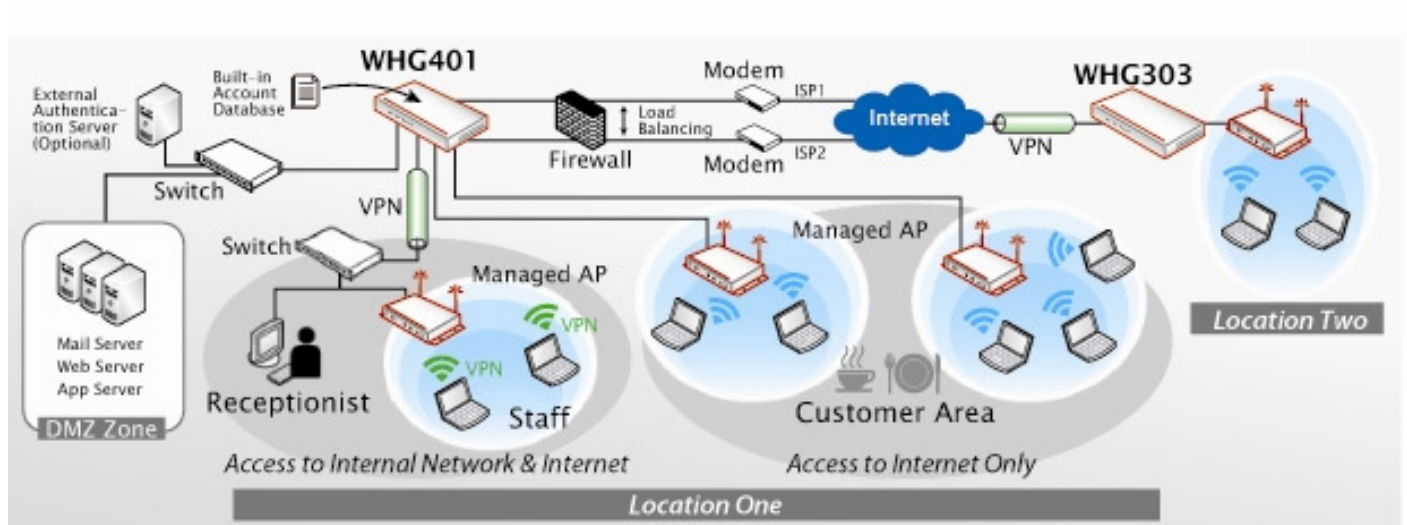 WHG401
Modem
ISP1
WHG303
Built-in
Account
Database
External
Authentica-
tion Server
(Optional)
Load
Balancing
Internet
Firewall
Modem
ISP2
VPN
Switch
VPN
Switch
Managed AP
Managed AP
VPN
VPN
Location Two
Mail Server
Web Server
App Server
DMZ Zone
Receptionist
Staff
Customer Area
Access to Internal Network & Internet
Access to Internet Only
Location One